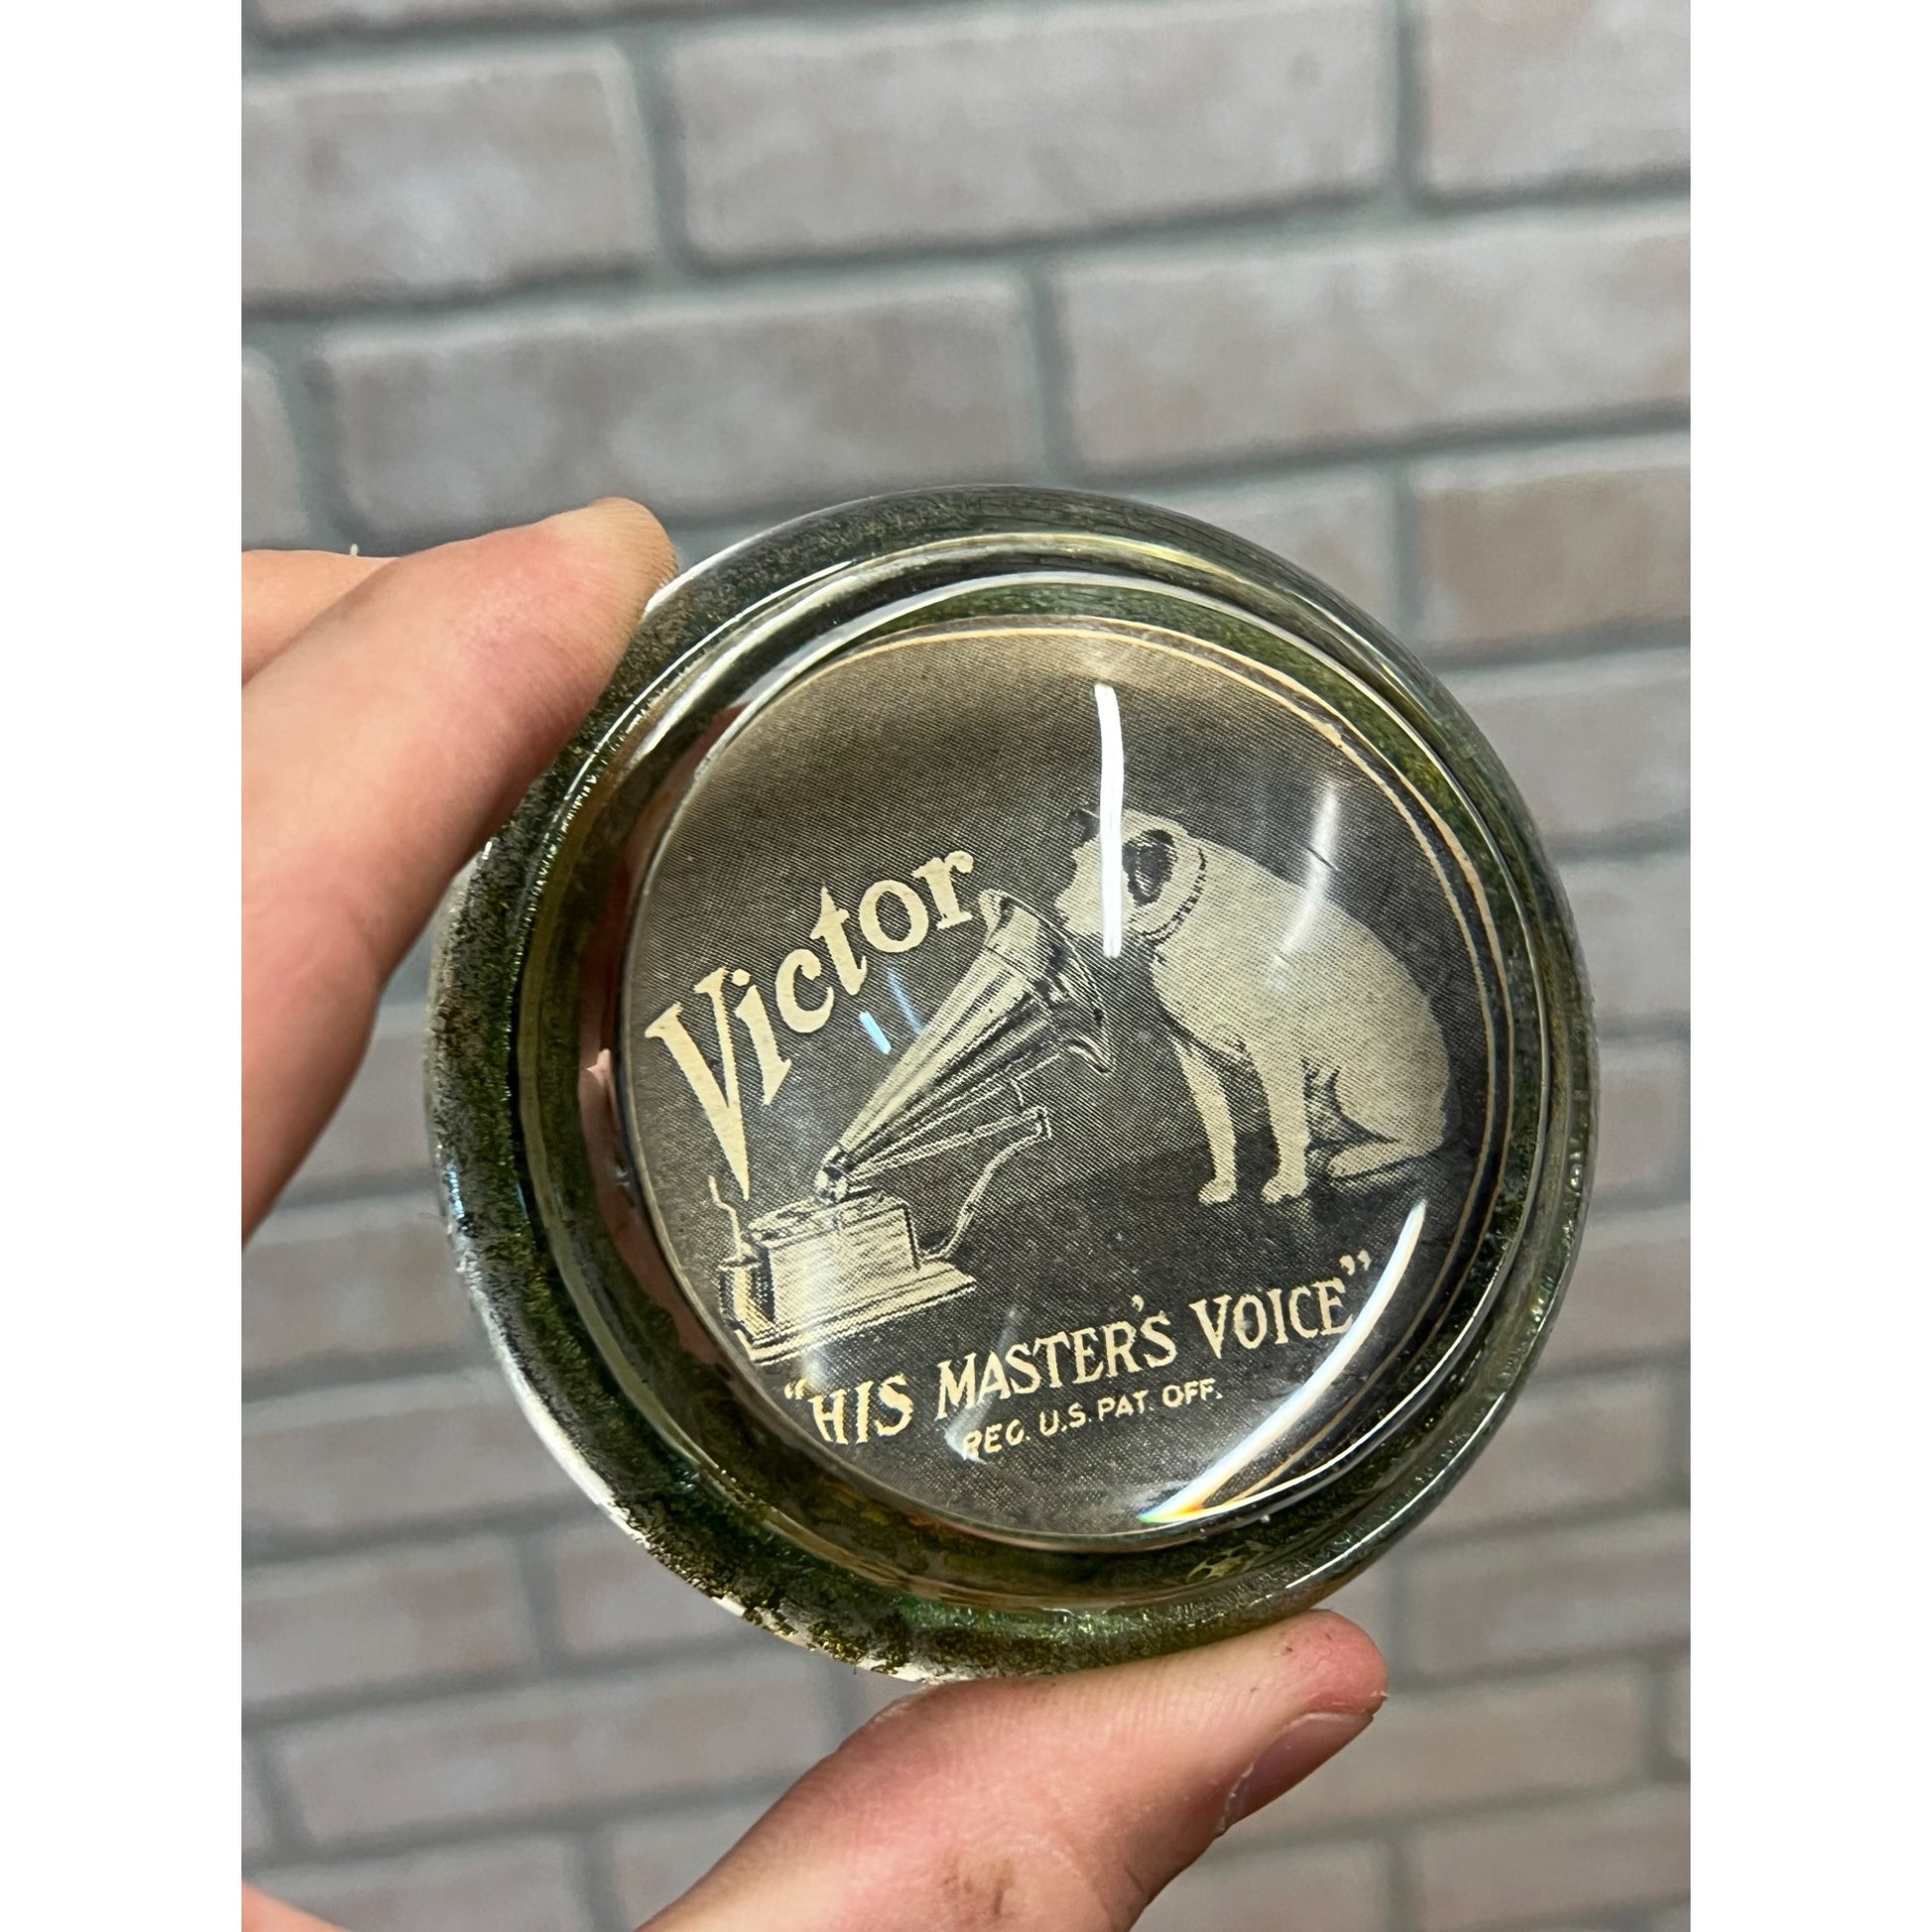 Victor
"HIS MASTER'S VOICE"
REG. U.S. PAT. OFF.